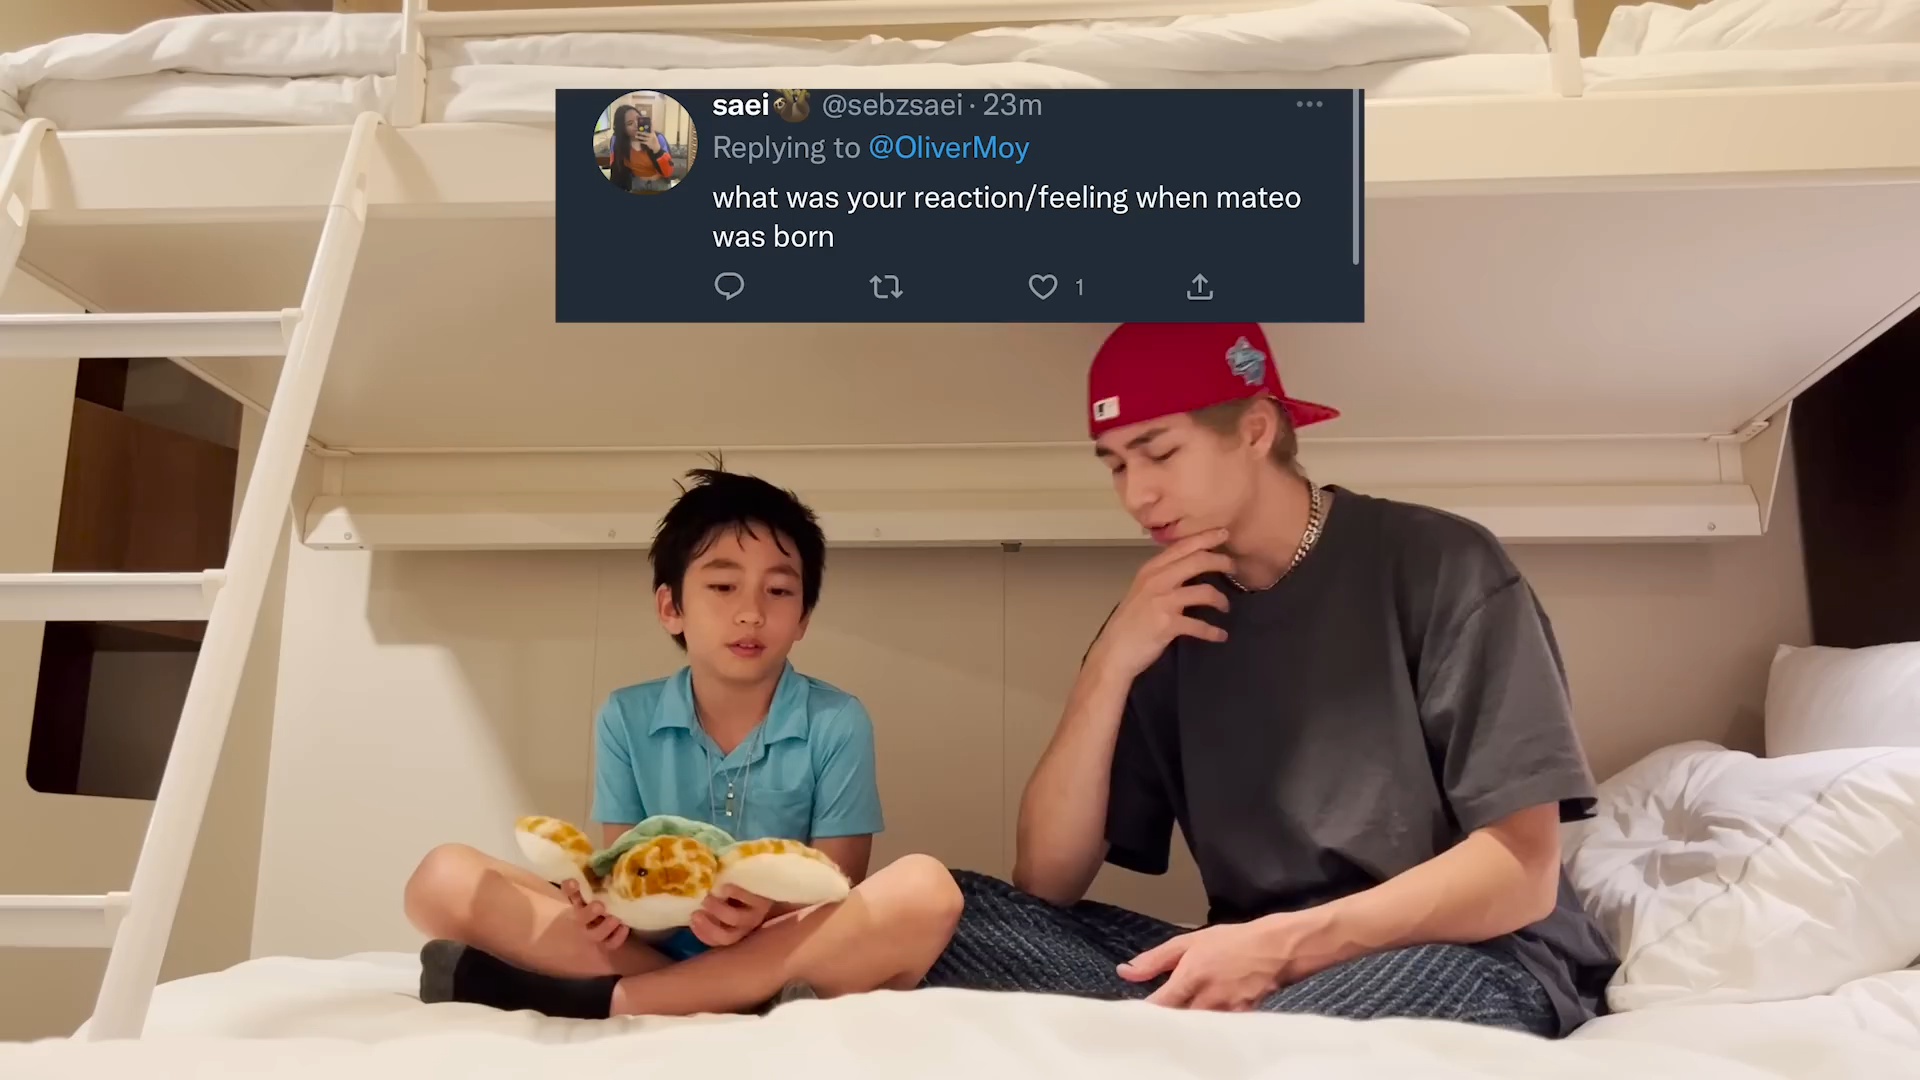 saei @sebzsaei · 23m
Replying to @OliverMoy
what was your reaction/feeling when mateo
was born
1